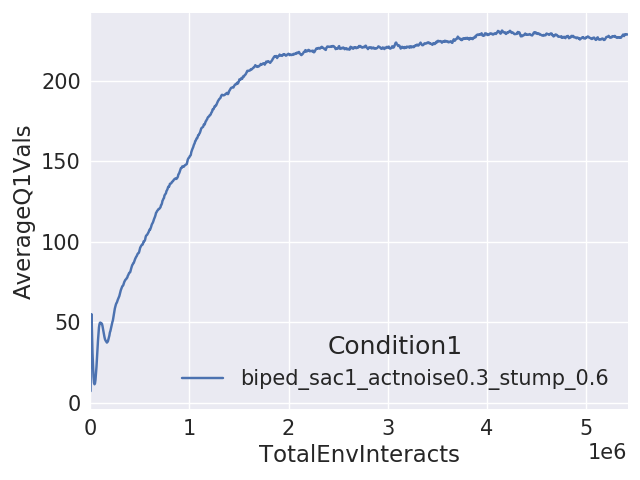 AverageQ1Vals
200
150
100
50
0
Condition1
biped_sac1_actnoise0.3_stump_0.6
0 1 2 3 4 5
1e6
TotalEnvInteracts